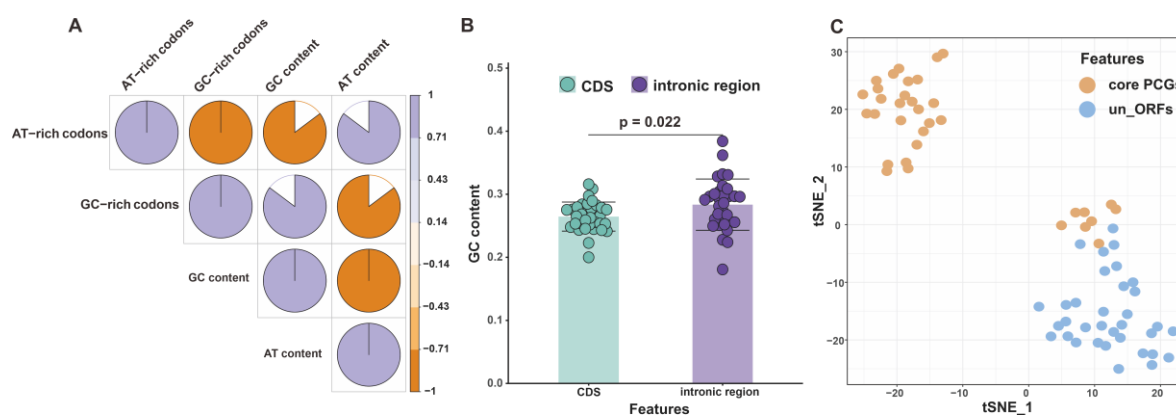 A
AT−rich codons
GC−rich codons
GC content
AT content
AT−rich codons
GC−rich codons
GC content
AT content
1
0.71
0.43
0.14
−0.14
−0.43
−0.71
−1
B
0.5
0.4
0.3
0.2
0.1
0.0
GC content
CDS
intronic region
p = 0.022
CDS
intronic region
Features
C
30
20
10
0
−10
−20
tSNE_2
Features
core PCGs
un_ORFs
−20
−10
0
10
20
tSNE_1